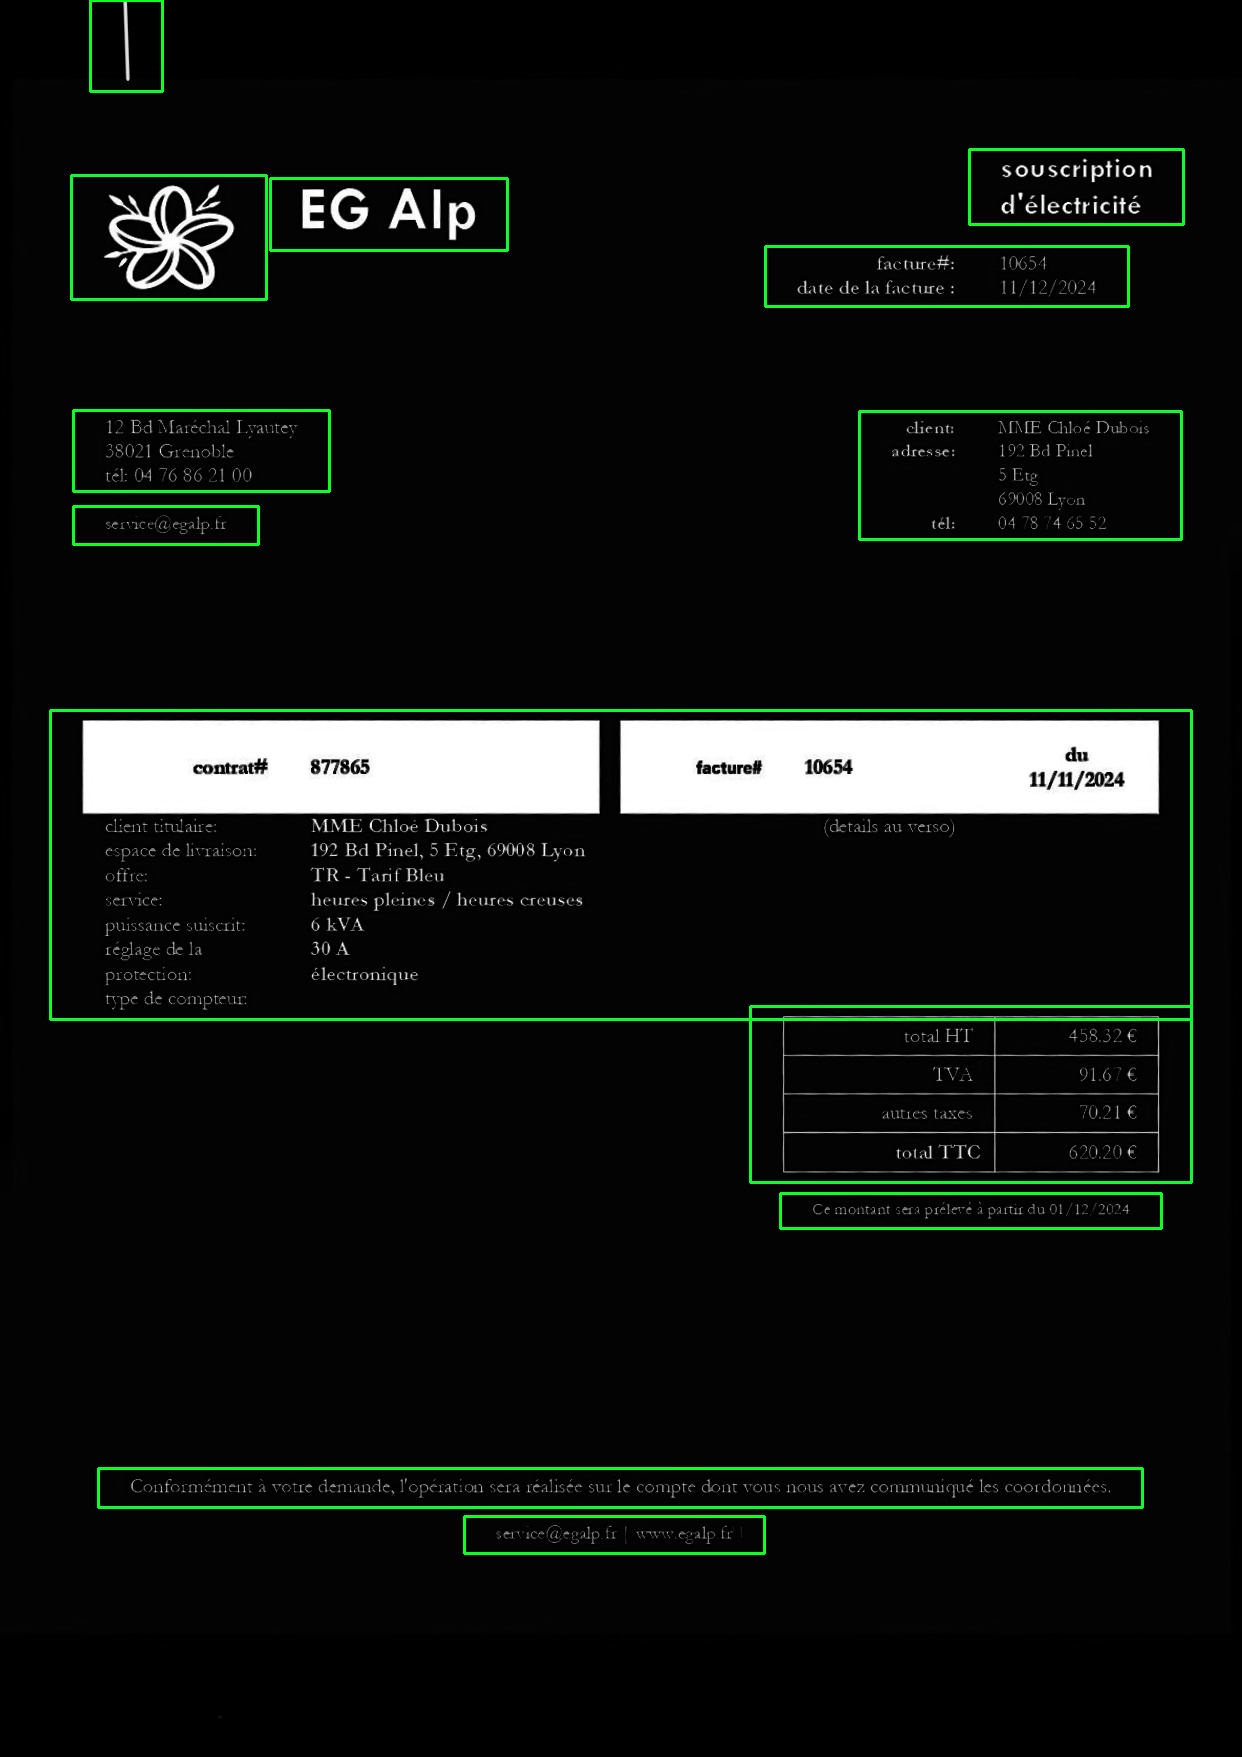 EG Alp
souscription
d'électricité
facture#: 10654
date de la facture : 11/12/2024
12 Bd Maréchal Lyautey
38021 Grenoble
tél: 04 76 86 21 00
service@egalp.fr
client: MME Chloé Dubois
adresse: 192 Bd Pinel
5 Etg
69008 Lyon
tél: 04 78 74 65 52
contrat# 877865
facture# 10654 du
11/11/2024
client titulaire: MME Chloé Dubois
(details au verso)
espace de livraison: 192 Bd Pinel, 5 Etg, 69008 Lyon
offre: TR - Tarif Bleu
service: heures pleines / heures creuses
puissance suiscrit: 6 kVA
réglage de la 30 A
protection: électronique
type de compteur:
total HT 458.32 €
TVA 91.67 €
autres taxes 70.21 €
total TTC 620.20 €
Ce montant sera prélevé à partir du 01/12/2024
Conformément à votre demande, l'opération sera réalisée sur le compte dont vous nous avez communiqué les coordonnées.
service@egalp.fr | www.egalp.fr |